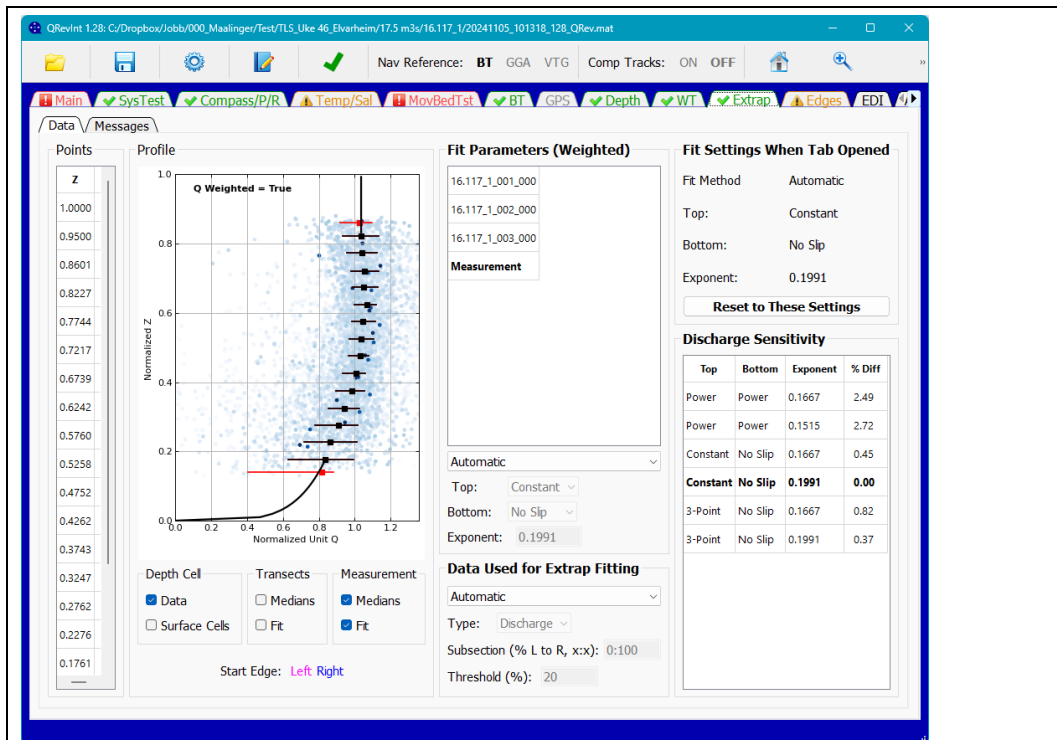 QRevInt 1.28: C:/Dropbox/Jobb/000_Maalinger/Test/TLS_Uke 46_Elvarheim/17.5 m3s/16.117_1/20241105_101318_128_QRev.mat
Nav Reference: BT GGA VTG Comp Tracks: ON OFF »
Main SysTest Compass/P/R Temp/Sal MovBedTst BT GPS Depth WT Extrap Edges EDI
Data Messages
Points
Z
1.0000
0.9500
0.8601
0.8227
0.7744
0.7217
0.6739
0.6242
0.5760
0.5258
0.4752
0.4262
0.3743
0.3247
0.2762
0.2276
0.1761
Profile
Q Weighted = True
1.0
0.8
0.6
0.4
0.2
0.0
Normalized Z
0.0 0.2 0.4 0.6 0.8 1.0 1.2
Normalized Unit Q
Depth Cell
Data
Surface Cells
Transects
Medians
Fit
Measurement
Medians
Fit
Start Edge: Left Right
Fit Parameters (Weighted)
16.117_1_001_000
16.117_1_002_000
16.117_1_003_000
Measurement
Automatic
Top: Constant
Bottom: No Slip
Exponent: 0.1991
Data Used for Extrap Fitting
Automatic
Type: Discharge
Subsection (% L to R, x:x): 0:100
Threshold (%): 20
Fit Settings When Tab Opened
Fit Method Automatic
Top: Constant
Bottom: No Slip
Exponent: 0.1991
Reset to These Settings
Discharge Sensitivity
Top Bottom Exponent % Diff
Power Power 0.1667 2.49
Power Power 0.1515 2.72
Constant No Slip 0.1667 0.45
Constant No Slip 0.1991 0.00
3-Point No Slip 0.1667 0.82
3-Point No Slip 0.1991 0.37